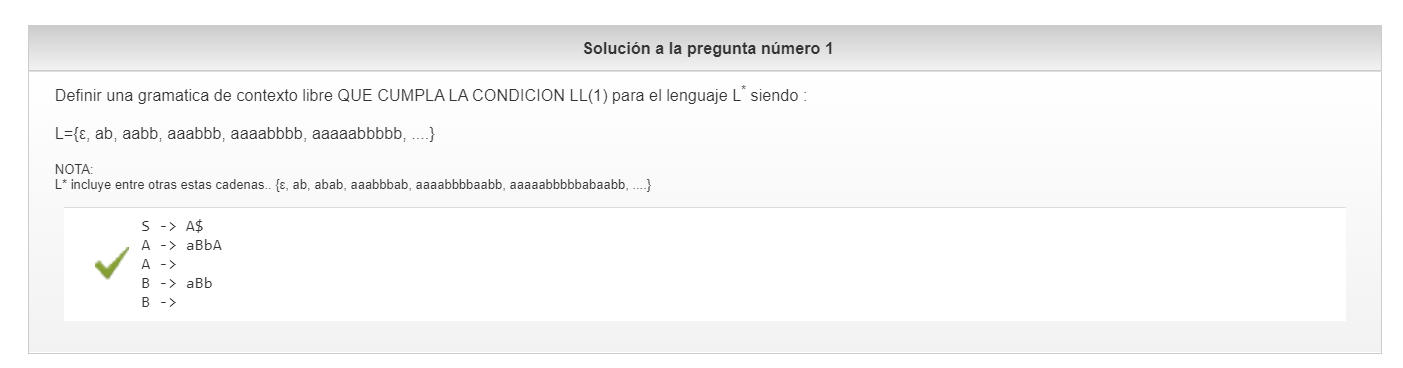 Solución a la pregunta número 1
Definir una gramatica de contexto libre QUE CUMPLA LA CONDICION LL(1) para el lenguaje L* siendo :
L={ε, ab, aabb, aaabbb, aaaabbbb, aaaaabbbbb, ....}
NOTA:
L* incluye entre otras estas cadenas.. {ε, ab, abab, aaabbbab, aaaabbbbaabb, aaaaabbbbbabaabb, ....}
S -> A$
A -> aBbA
A ->
B -> aBb
B ->